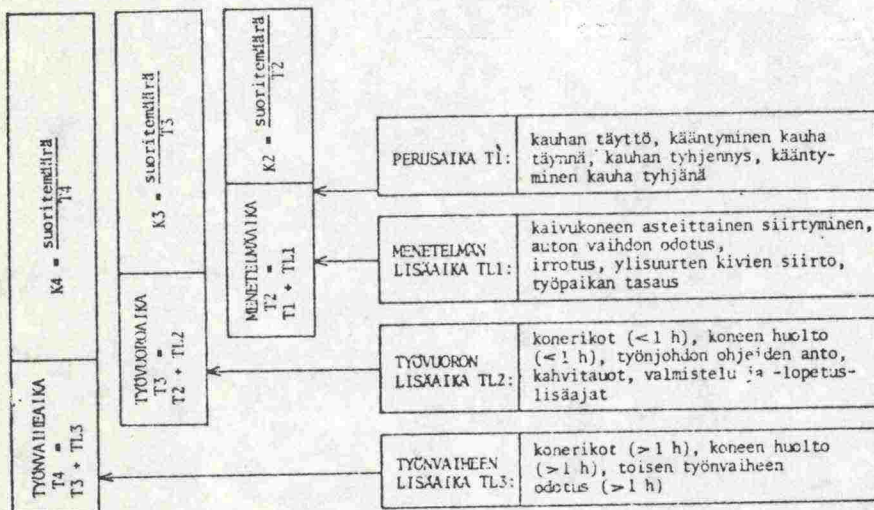 K4 = suoritemäärä
T4
TYÖNVAIHEAIKA
T4 =
T3 + TL3
K3 = suoritemäärä
T3
TYÖVUOROAIKA
T3 =
T2 + TL2
K2 = suoritemäärä
T2
MENETELMÄAIKA
T2 =
T1 + TL1
PERUSAIKA T1:
kauhan täyttö, kääntyminen kauha
täynnä, kauhan tyhjennys, käänty-
minen kauha tyhjänä
MENETELMÄN
LISÄAIKA TL1:
kaivukoneen asteittainen siirtyminen,
auton vaihdon odotus,
irrotus, ylisuurten kivien siirto,
työpaikan tasaus
TYÖVUORON
LISÄAIKA TL2:
konerikot (< 1 h), koneen huolto
(< 1 h), työnjohdon ohjeiden anto,
kahvitauot, valmistelu ja -lopetus-
lisäajat
TYÖNVAIHEEN
LISÄAIKA TL3:
konerikot (> 1 h), koneen huolto
(> 1 h), toisen työnvaiheen
odotus (> 1 h)